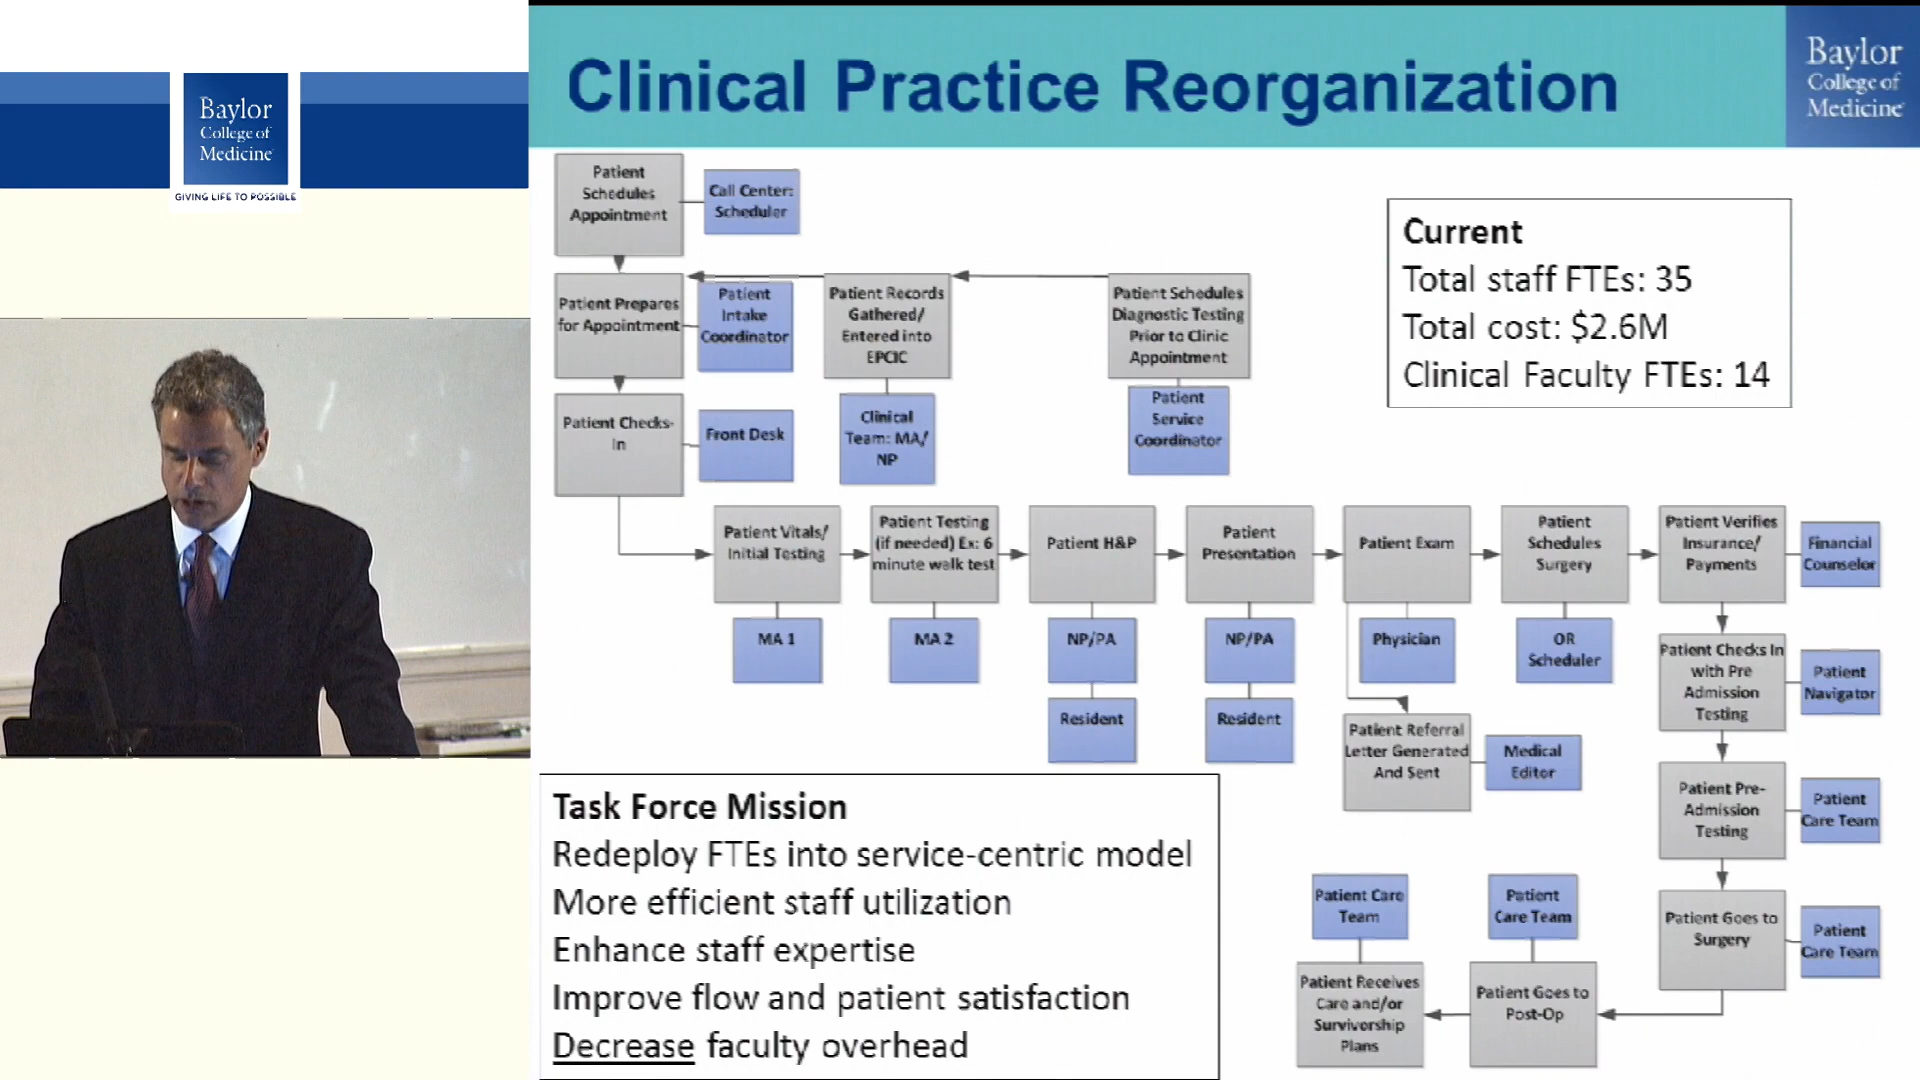 Baylor
College of
Medicine
GIVING LIFE TO POSSIBLE
Clinical Practice Reorganization
Baylor
College of
Medicine
Patient
Schedules
Appointment
Call Center:
Scheduler
Current
Total staff FTEs: 35
Total cost: $2.6M
Clinical Faculty FTEs: 14
Patient Prepares
for Appointment
Patient
Intake
Coordinator
Patient Records
Gathered/
Entered into
EPCIC
Patient Schedules
Diagnostic Testing
Prior to Clinic
Appointment
Patient Checks-
In
Front Desk
Clinical
Team: MA/
NP
Patient
Service
Coordinator
Patient Vitals/
Initial Testing
Patient Testing
(if needed) Ex: 6
minute walk test
Patient H&P
Patient
Presentation
Patient Exam
Patient
Schedules
Surgery
Patient Verifies
Insurance/
Payments
Financial
Counselor
MA 1
MA 2
NP/PA
NP/PA
Physician
OR
Scheduler
Patient Checks In
with Pre
Admission
Testing
Patient
Navigator
Resident
Resident
Patient Referral
Letter Generated
And Sent
Medical
Editor
Patient Pre-
Admission
Testing
Patient
Care Team
Task Force Mission
Redeploy FTEs into service-centric model
More efficient staff utilization
Enhance staff expertise
Improve flow and patient satisfaction
Decrease faculty overhead
Patient Care
Team
Patient
Care Team
Patient Goes to
Surgery
Patient
Care Team
Patient Receives
Care and/or
Survivorship
Plans
Patient Goes to
Post-Op